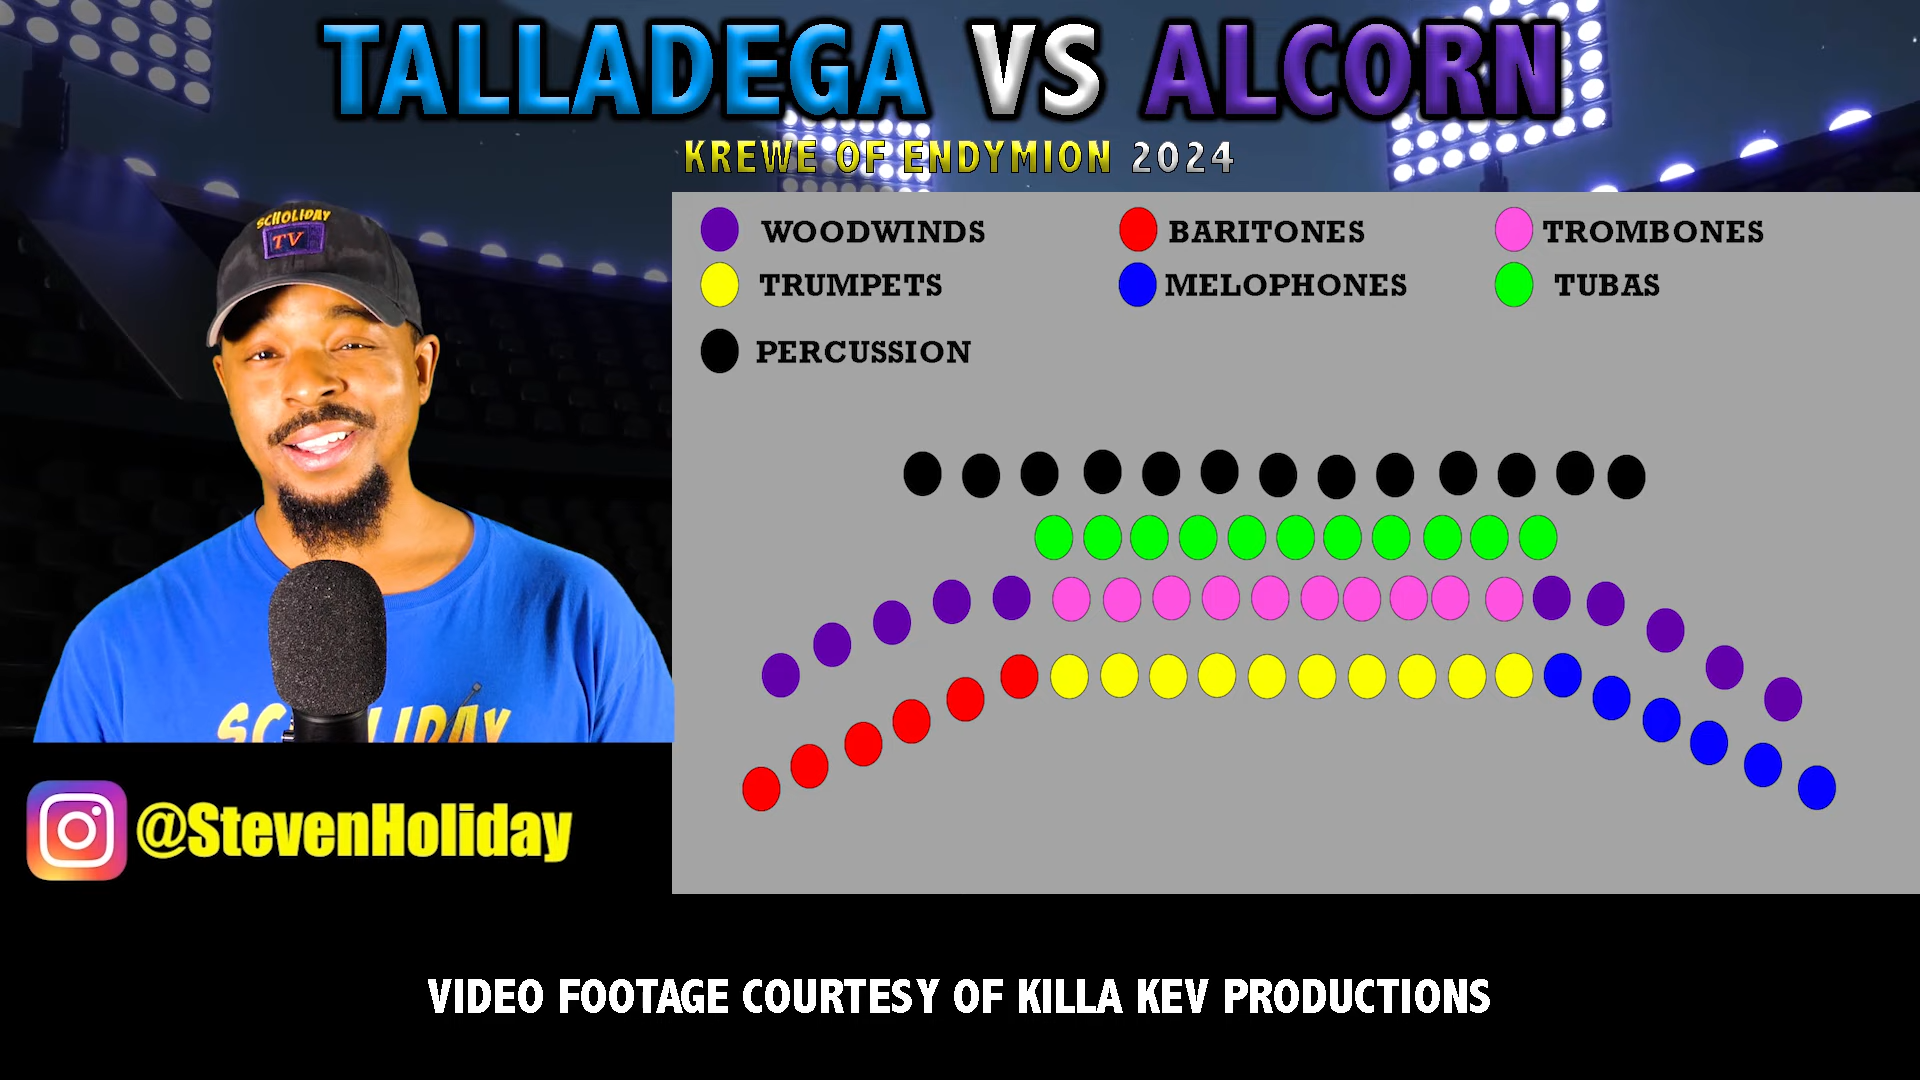 TALLADEGA VS ALCORN
KREWE OF ENDYMION 2024
SCHOLIDAY
TV
WOODWINDS
BARITONES
TROMBONES
TRUMPETS
MELOPHONES
TUBAS
PERCUSSION
@StevenHoliday
VIDEO FOOTAGE COURTESY OF KILLA KEV PRODUCTIONS